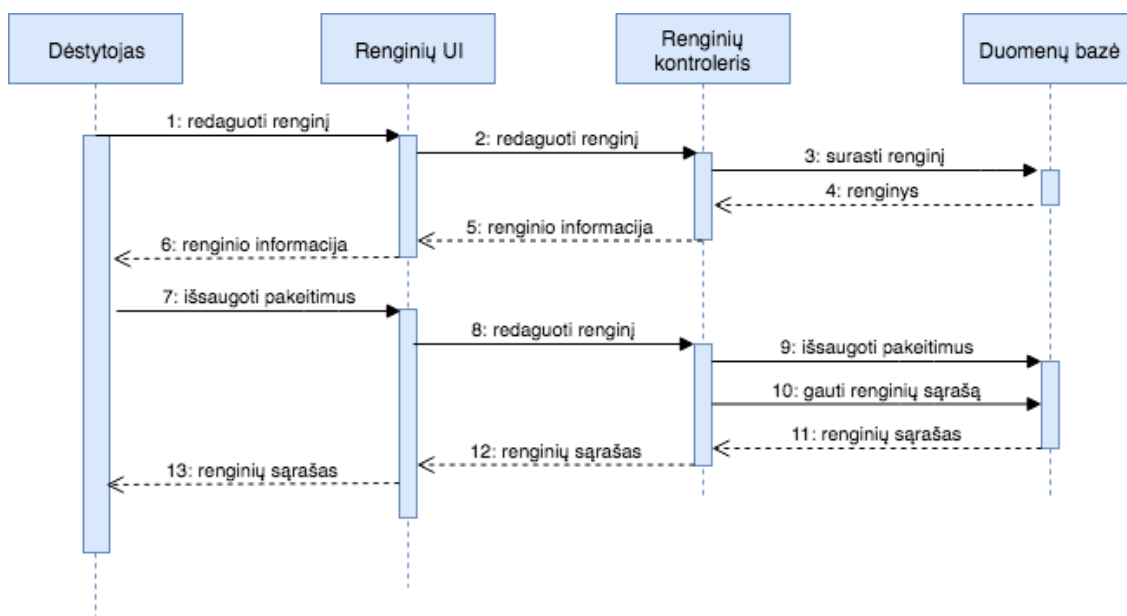 Dėstytojas
Renginių UI
Renginių
kontroleris
Duomenų bazė
1: redaguoti renginį
2: redaguoti renginį
3: surasti renginį
4: renginys
5: renginio informacija
6: renginio informacija
7: išsaugoti pakeitimus
8: redaguoti renginį
9: išsaugoti pakeitimus
10: gauti renginių sąrašą
11: renginių sąrašas
12: renginių sąrašas
13: renginių sąrašas